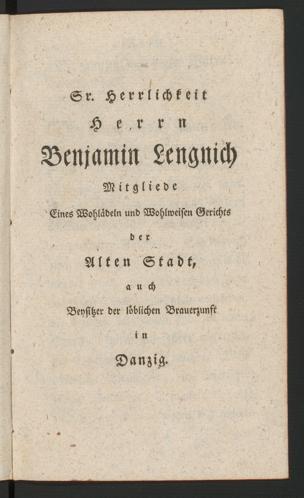 Sr. Herrlichkeit
Herrn
Benjamin Lengnich
Mitgliede
Eines Wohlädeln und Wohlweisen Gerichts
der
Alten Stadt,
auch
Beysitzer der löblichen Brauerzunft
in
Danzig.